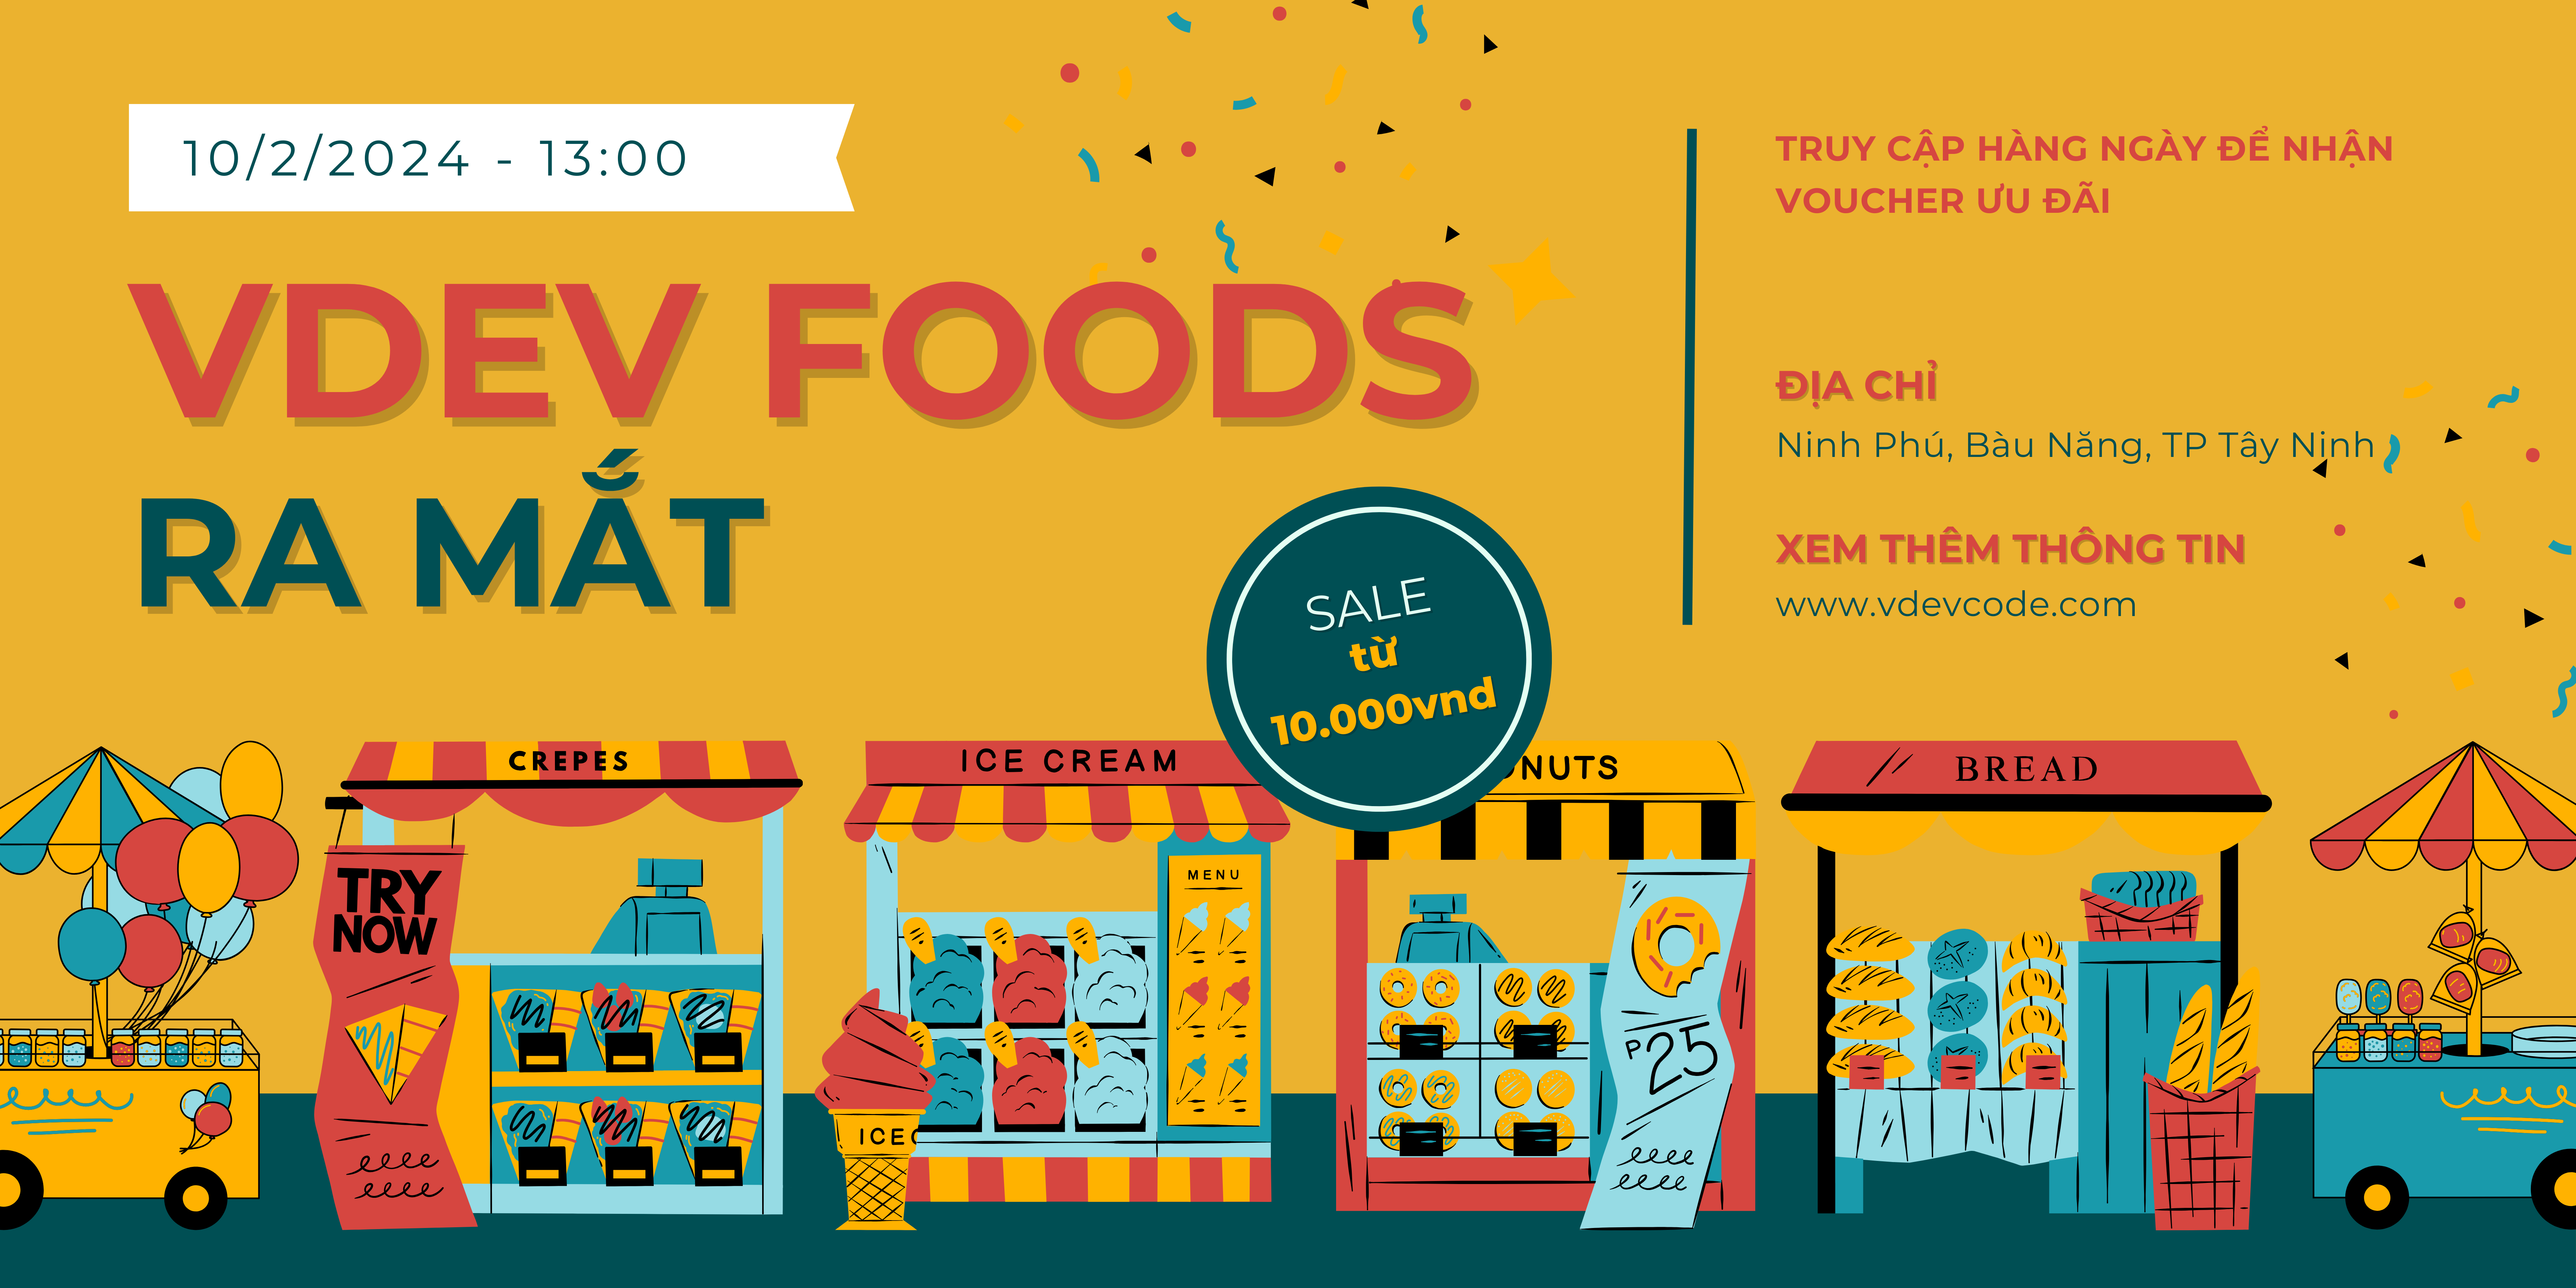 10/2/2024 - 13:00
VDEV FOODS
RA MẮT
TRUY CẬP HÀNG NGÀY ĐỂ NHẬN
VOUCHER ƯU ĐÃI
ĐỊA CHỈ
Ninh Phú, Bàu Năng, TP Tây Ninh
XEM THÊM THÔNG TIN
www.vdevcode.com
SALE
từ
10.000vnd
CREPES
ICE CREAM
NUTS
BREAD
TRY
NOW
MENU
ICE
₱25